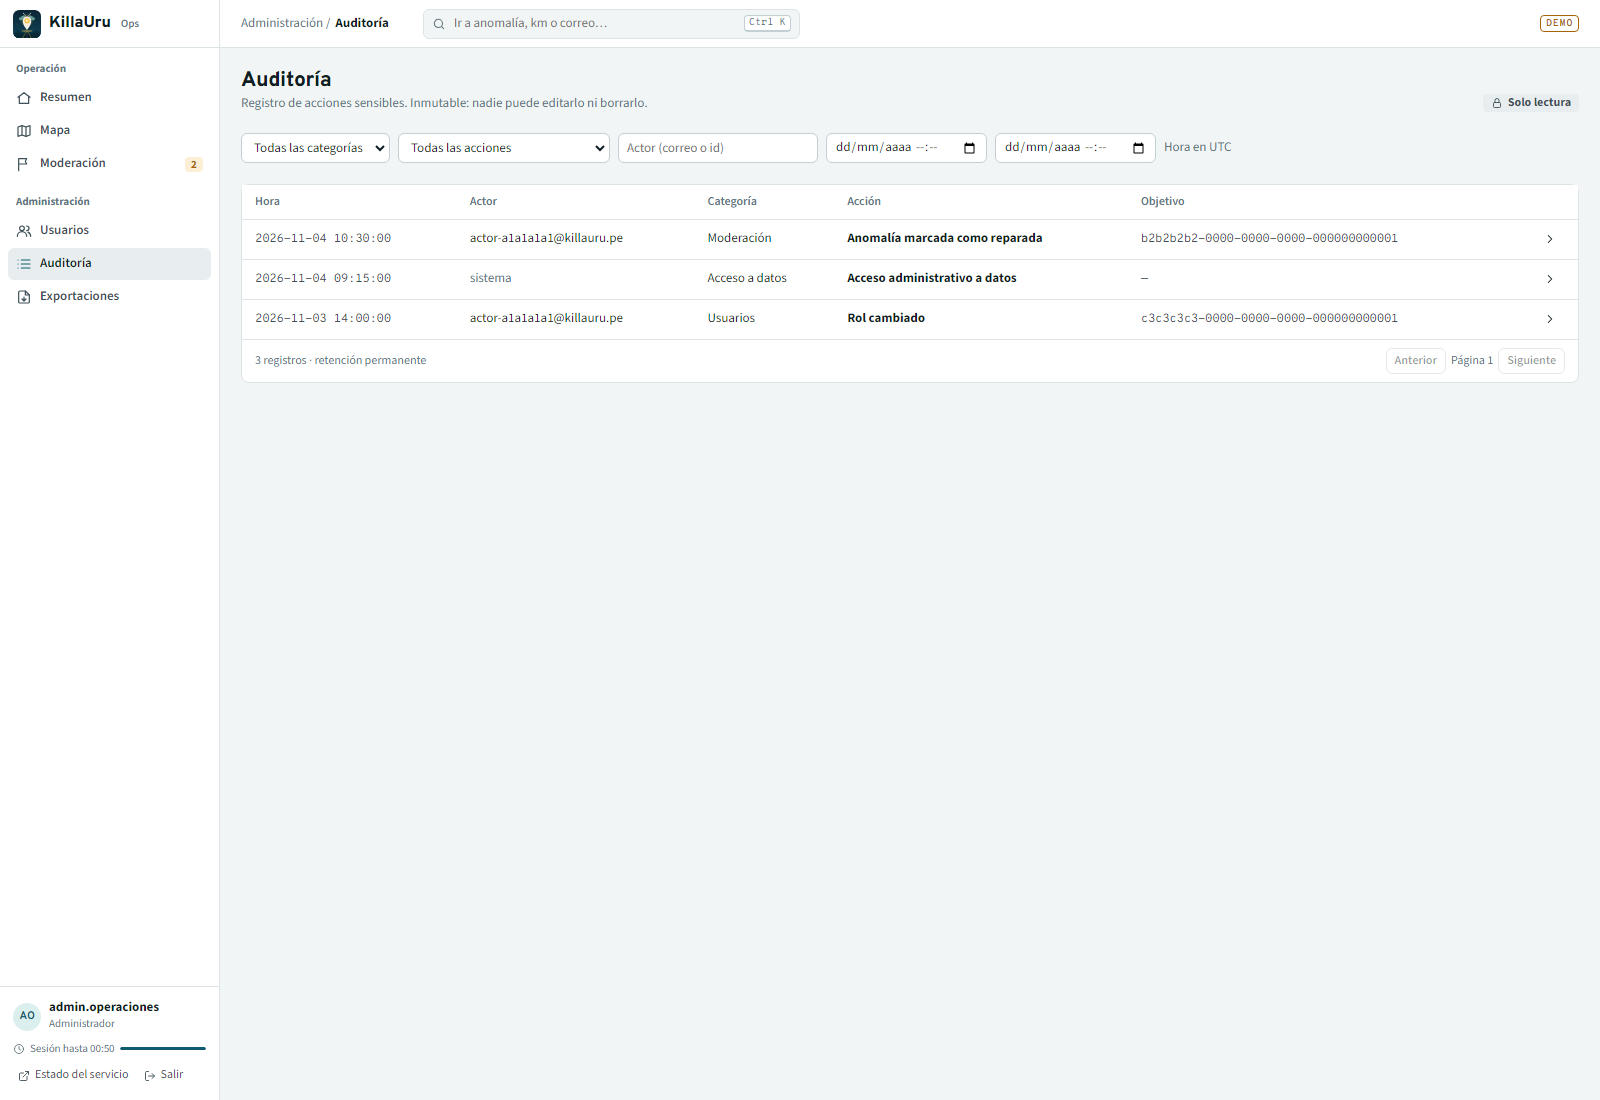 KillaUru Ops
Administración / Auditoría
Ir a anomalía, km o correo…
Ctrl K
DEMO
Operación
Resumen
Mapa
Moderación 2
Administración
Usuarios
Auditoría
Exportaciones
Auditoría
Registro de acciones sensibles. Inmutable: nadie puede editarlo ni borrarlo.
Solo lectura
Todas las categorías
Todas las acciones
Actor (correo o id)
dd/mm/aaaa --:--
dd/mm/aaaa --:--
Hora en UTC
Hora Actor Categoría Acción Objetivo
2026-11-04 10:30:00 actor-a1a1a1a1@killauru.pe Moderación Anomalía marcada como reparada b2b2b2b2-0000-0000-0000-000000000001
2026-11-04 09:15:00 sistema Acceso a datos Acceso administrativo a datos —
2026-11-03 14:00:00 actor-a1a1a1a1@killauru.pe Usuarios Rol cambiado c3c3c3c3-0000-0000-0000-000000000001
3 registros · retención permanente
Anterior Página 1 Siguiente
AO
admin.operaciones
Administrador
Sesión hasta 00:50
Estado del servicio
Salir